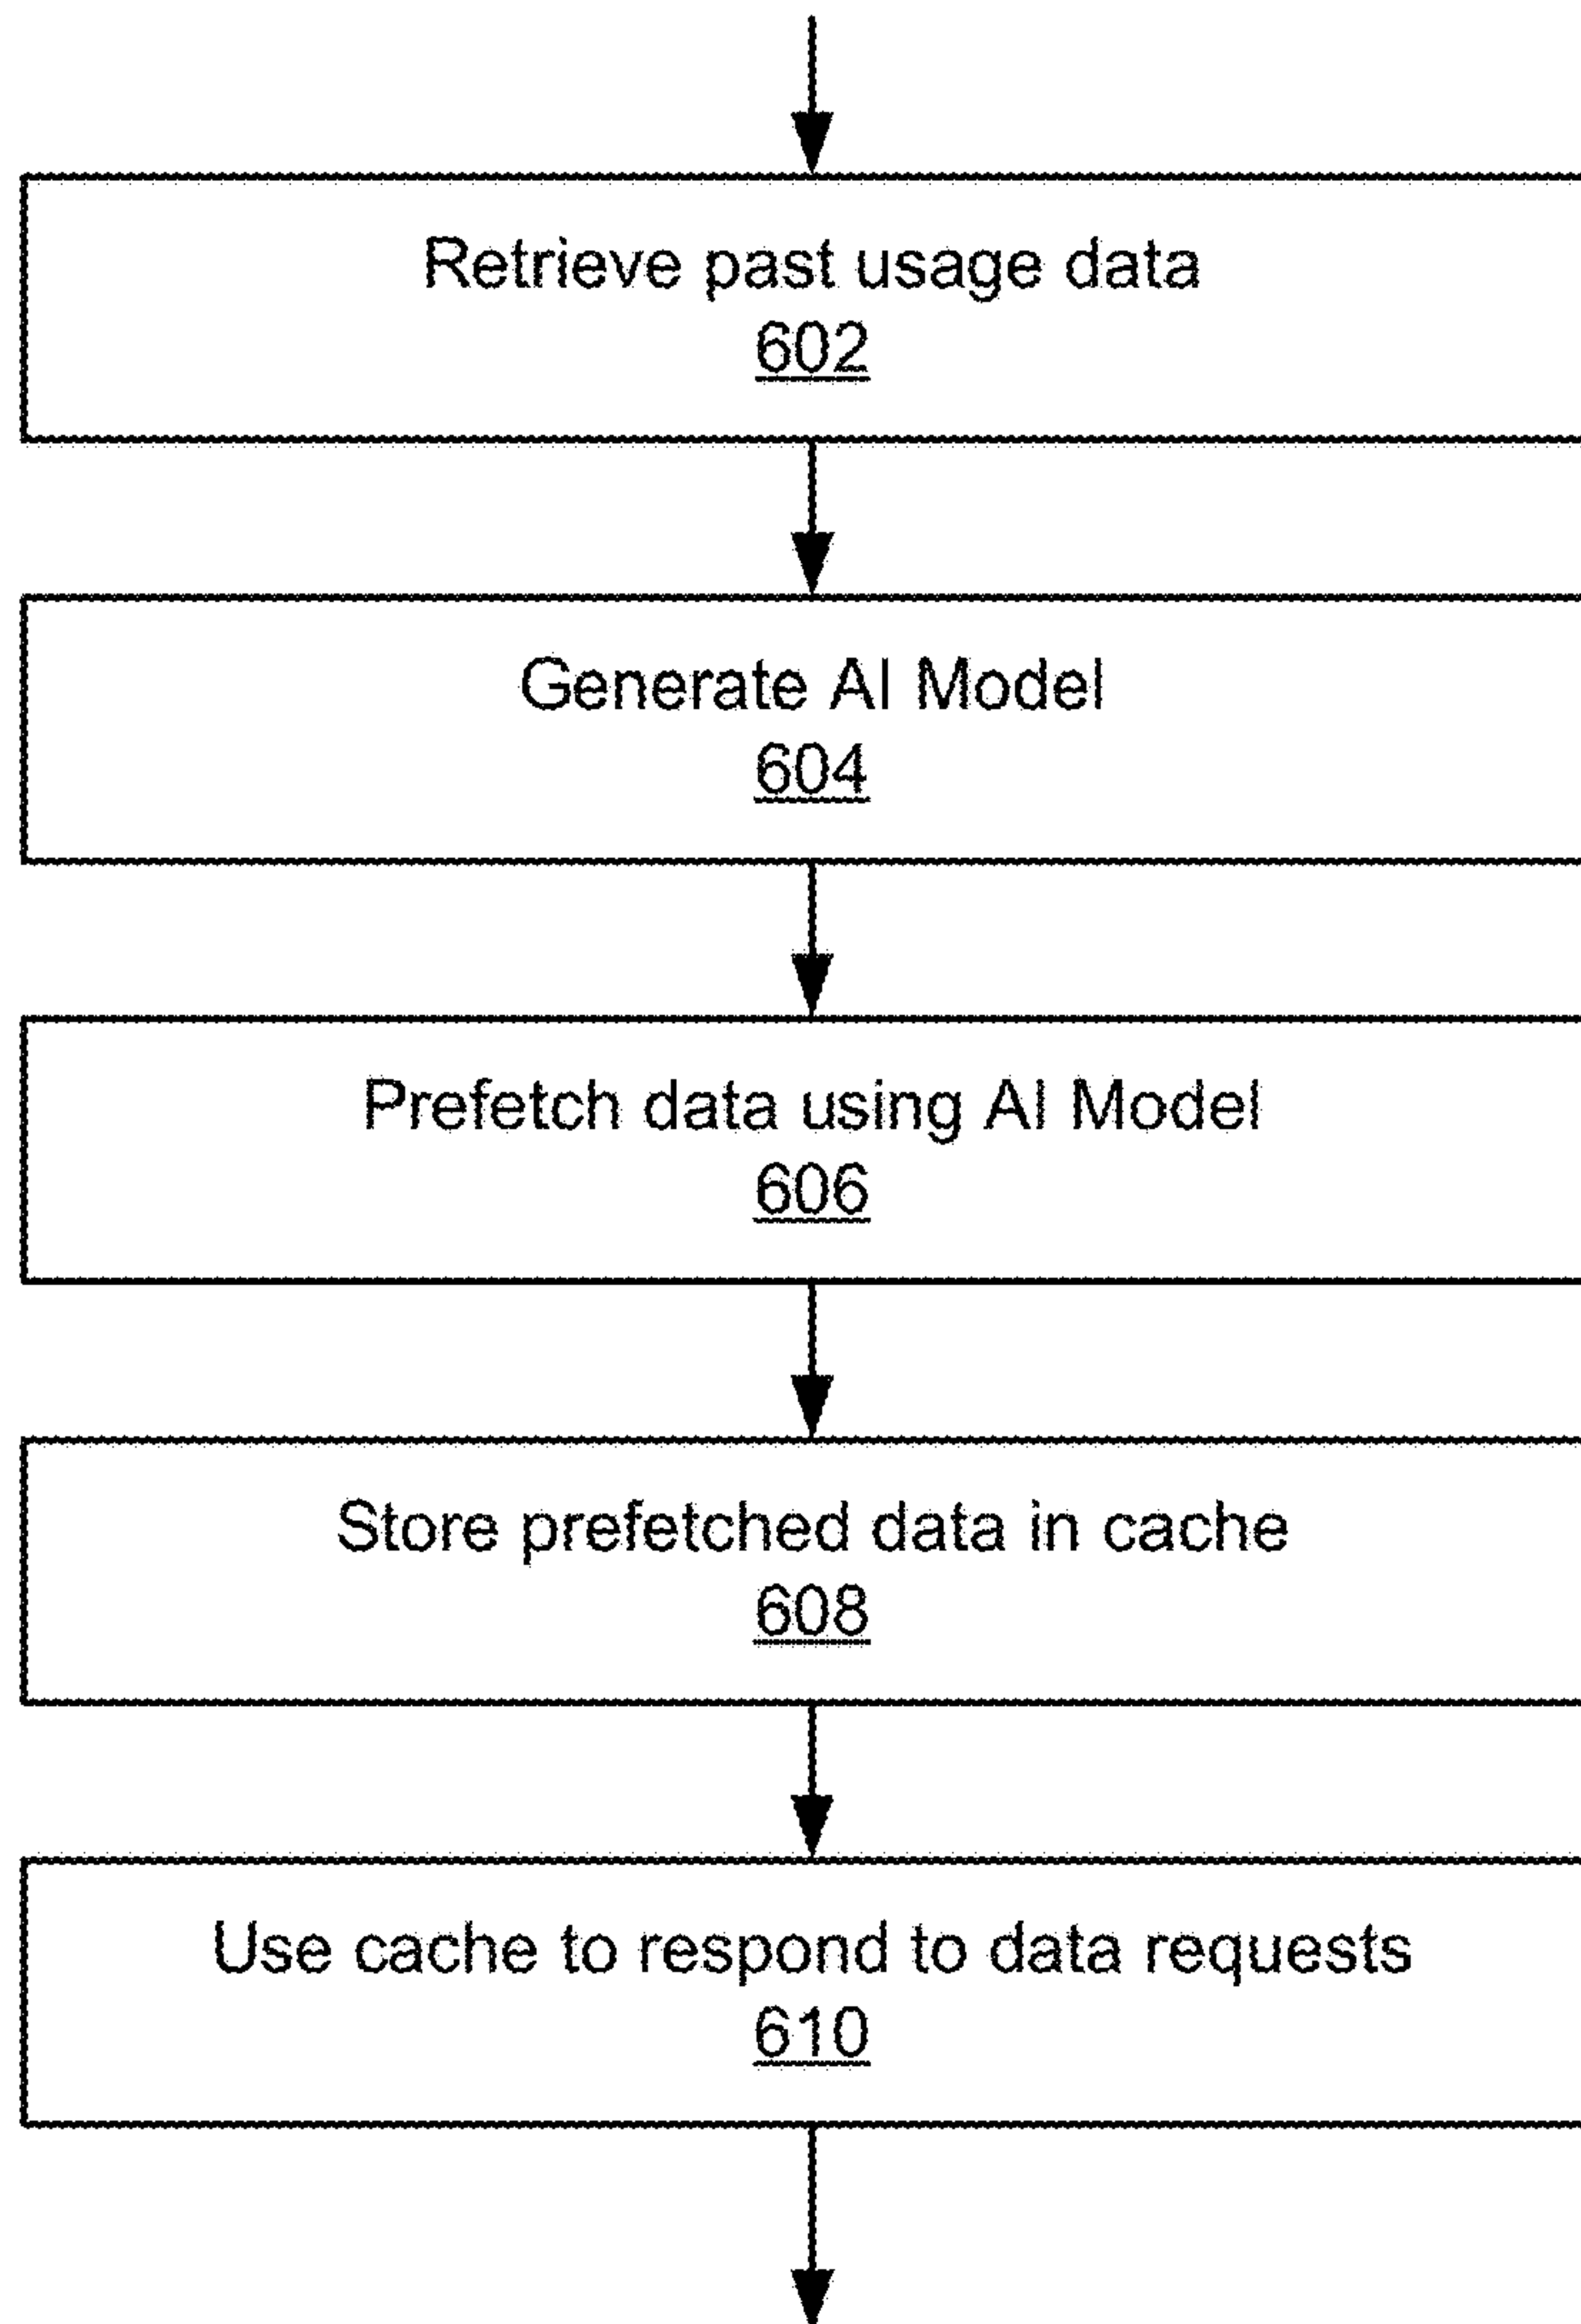 Retrieve past usage data
602
Generate AI Model
604
Prefetch data using AI Model
606
Store prefetched data in cache
608
Use cache to respond to data requests
610